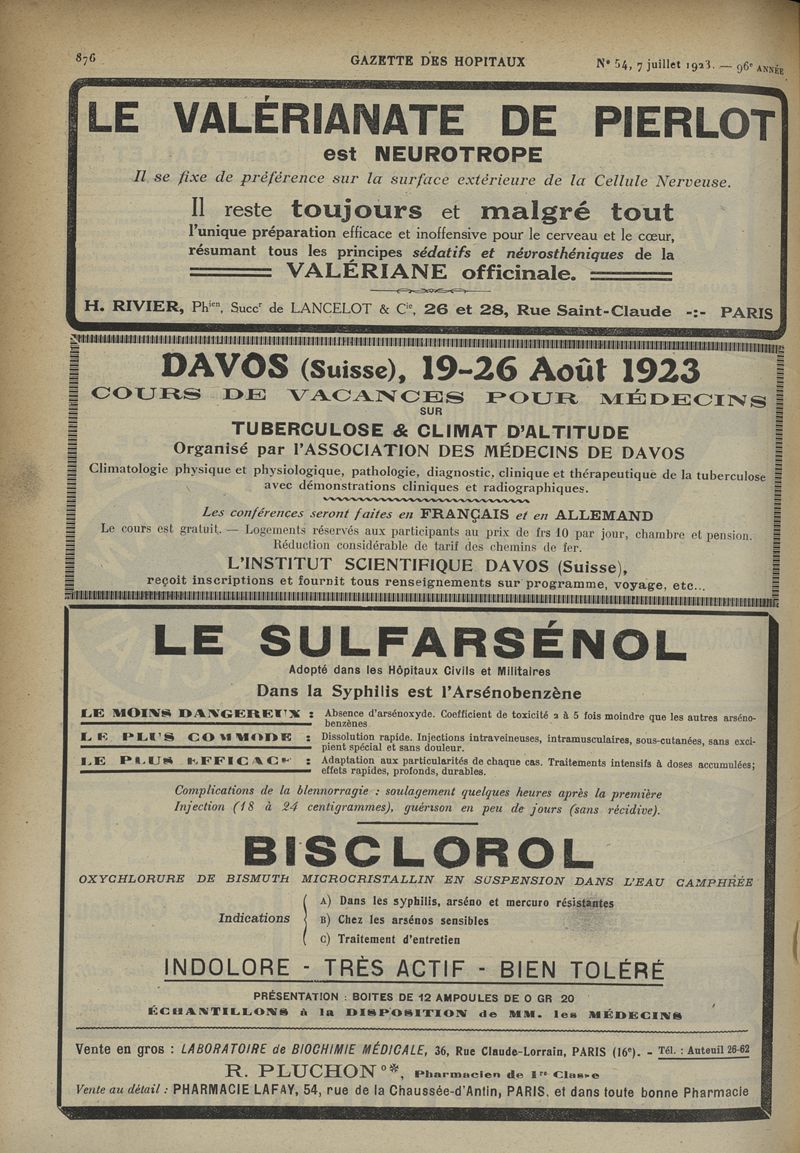 876
GAZETTE DES HOPITAUX
N° 54, 7 juillet 1923. — 96e ANNÉE
LE VALÉRIANATE DE PIERLOT
est NEUROTROPE
Il se fixe de préférence sur la surface extérieure de la Cellule Nerveuse.
Il reste toujours et malgré tout
l'unique préparation efficace et inoffensive pour le cerveau et le cœur,
résumant tous les principes sédatifs et névrosthéniques de la
VALÉRIANE officinale.
H. RIVIER, Phien, Succr de LANCELOT & Cie, 26 et 28, Rue Saint-Claude -:- PARIS
DAVOS (Suisse), 19-26 Août 1923
COURS DE VACANCES POUR MÉDECINS
SUR
TUBERCULOSE & CLIMAT D'ALTITUDE
Organisé par l'ASSOCIATION DES MÉDECINS DE DAVOS
Climatologie physique et physiologique, pathologie, diagnostic, clinique et thérapeutique de la tuberculose
avec démonstrations cliniques et radiographiques.
Les conférences seront faites en FRANÇAIS et en ALLEMAND
Le cours est gratuit. — Logements réservés aux participants au prix de frs 10 par jour, chambre et pension.
Réduction considérable de tarif des chemins de fer.
L'INSTITUT SCIENTIFIQUE DAVOS (Suisse),
reçoit inscriptions et fournit tous renseignements sur programme, voyage, etc...
LE SULFARSÉNOL
Adopté dans les Hôpitaux Civils et Militaires
Dans la Syphilis est l'Arsénobenzène
LE MOINS DANGEREUX : Absence d'arsénoxyde. Coefficient de toxicité 2 à 5 fois moindre que les autres arséno-
benzènes
LE PLUS COMMODE : Dissolution rapide. Injections intraveineuses, intramusculaires, sous-cutanées, sans exci-
pient spécial et sans douleur.
LE PLUS EFFICACE : Adaptation aux particularités de chaque cas. Traitements intensifs à doses accumulées;
effets rapides, profonds, durables.
Complications de la blennorragie : soulagement quelques heures après la première
Injection (18 à 24 centigrammes), guérison en peu de jours (sans récidive).
BISCLOROL
OXYCHLORURE DE BISMUTH MICROCRISTALLIN EN SUSPENSION DANS L'EAU CAMPHRÉE
A) Dans les syphilis, arséno et mercuro résistantes
Indications B) Chez les arsénos sensibles
C) Traitement d'entretien
INDOLORE - TRÈS ACTIF - BIEN TOLÉRÉ
PRÉSENTATION : BOITES DE 12 AMPOULES DE 0 GR 20
ÉCHANTILLONS à la DISPOSITION de MM. les MÉDECINS
Vente en gros : LABORATOIRE de BIOCHIMIE MÉDICALE, 36, Rue Claude-Lorrain, PARIS (16e). - Tél. : Auteuil 26-62
R. PLUCHON O*, Pharmacien de 1re Classe
Vente au détail : PHARMACIE LAFAY, 54, rue de la Chaussée-d'Antin, PARIS, et dans toute bonne Pharmacie